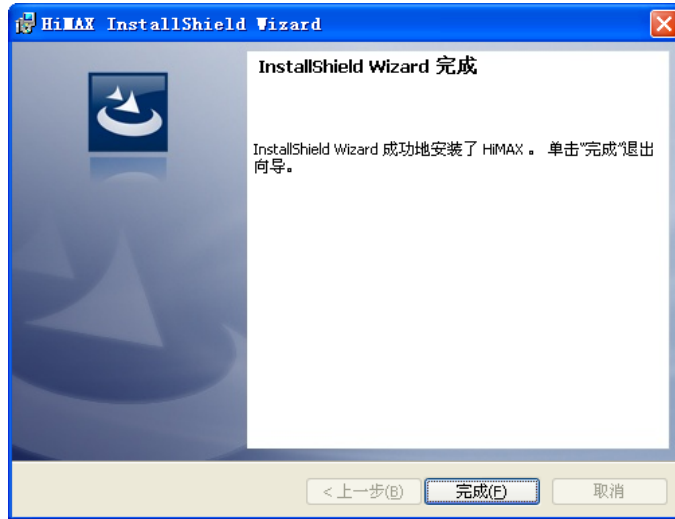 HiMAX InstallShield Wizard
InstallShield Wizard 完成
InstallShield Wizard 成功地安装了 HiMAX 。 单击“完成”退出
向导。
< 上一步(B)
完成(F)
取消